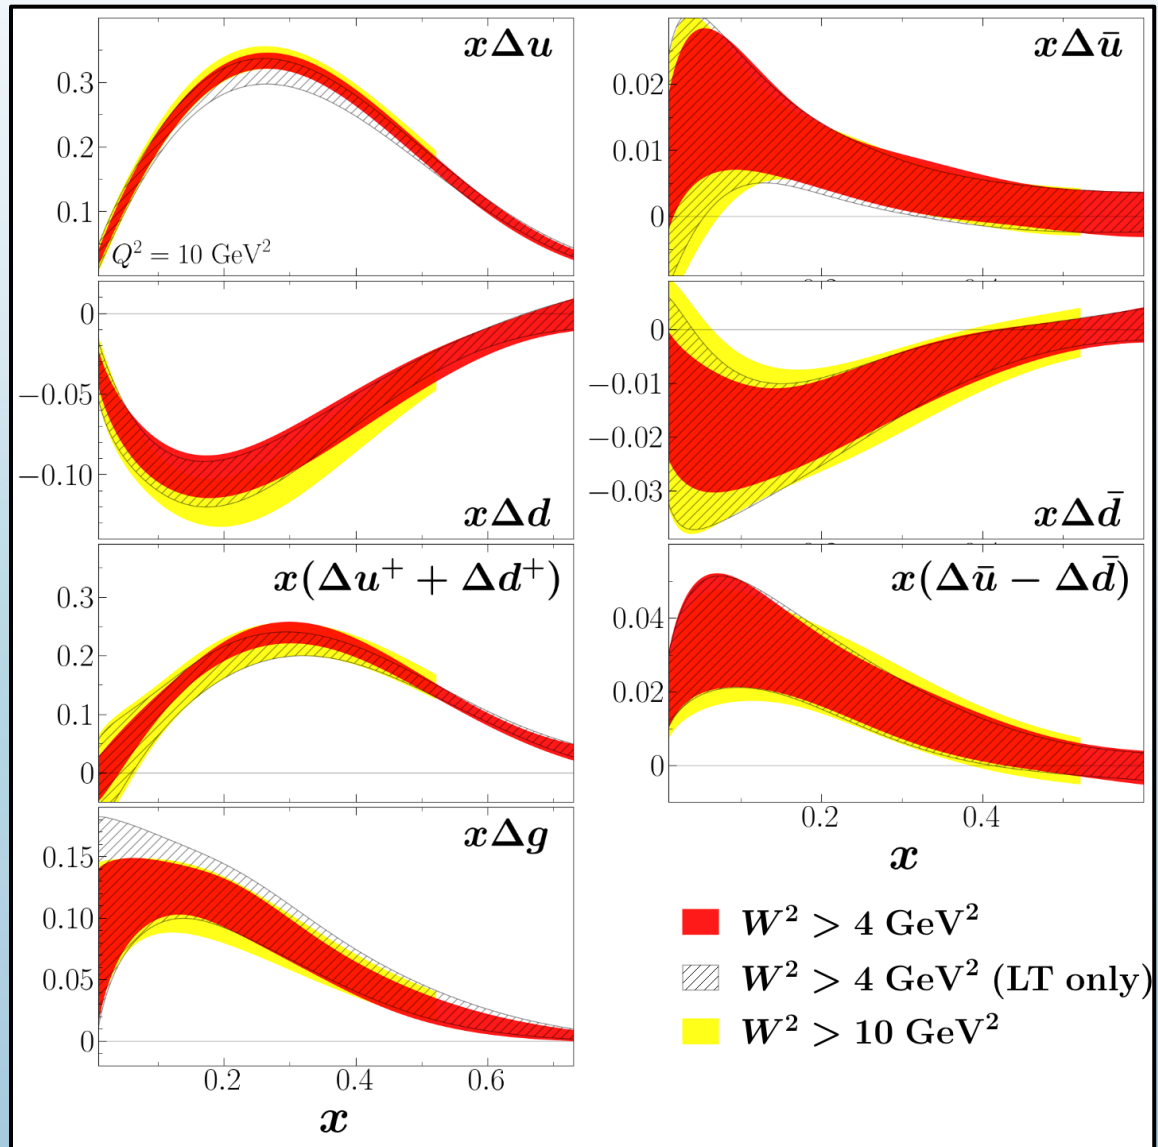 xΔu
0.3
0.2
0.1
Q² = 10 GeV²
xΔū
0.02
0.01
0
0
−0.05
−0.10
xΔd
0
−0.01
−0.02
−0.03
xΔd̄
x(Δu⁺ + Δd⁺)
0.3
0.2
0.1
0
x(Δū − Δd̄)
0.04
0.02
0
0.2 0.4
x
xΔg
0.15
0.10
0.05
0
0.2 0.4 0.6
x
W² > 4 GeV²
W² > 4 GeV² (LT only)
W² > 10 GeV²